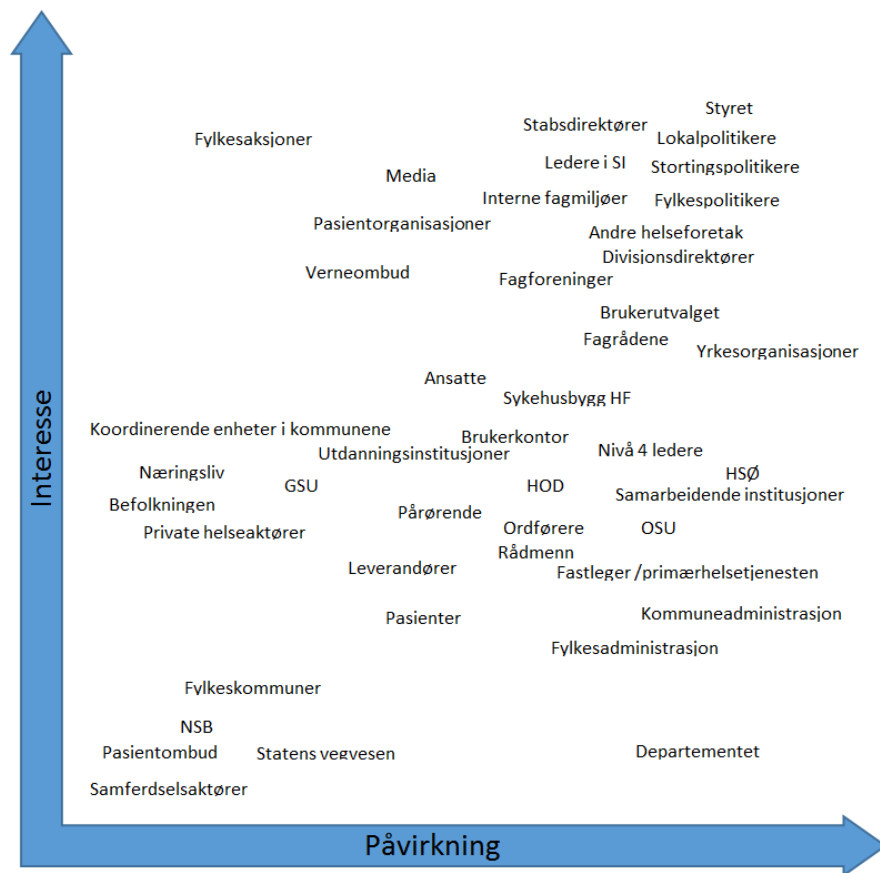 Styret
Stabsdirektører
Fylkesaksjoner
Lokalpolitikere
Ledere i SI
Stortingspolitikere
Media
Interne fagmiljøer
Fylkespolitikere
Pasientorganisasjoner
Andre helseforetak
Divisjonsdirektører
Verneombud
Fagforeninger
Brukerutvalget
Fagrådene
Yrkesorganisasjoner
Ansatte
Sykehusbygg HF
Koordinerende enheter i kommunene
Brukerkontor
Utdanningsinstitusjoner
Nivå 4 ledere
Næringsliv
HSØ
GSU
HOD
Samarbeidende institusjoner
Befolkningen
Pårørende
Private helseaktører
Ordførere
OSU
Rådmenn
Leverandører
Fastleger /primærhelsetjenesten
Pasienter
Kommuneadministrasjon
Fylkesadministrasjon
Fylkeskommuner
NSB
Pasientombud
Statens vegvesen
Departementet
Samferdselsaktører
Interesse
Påvirkning